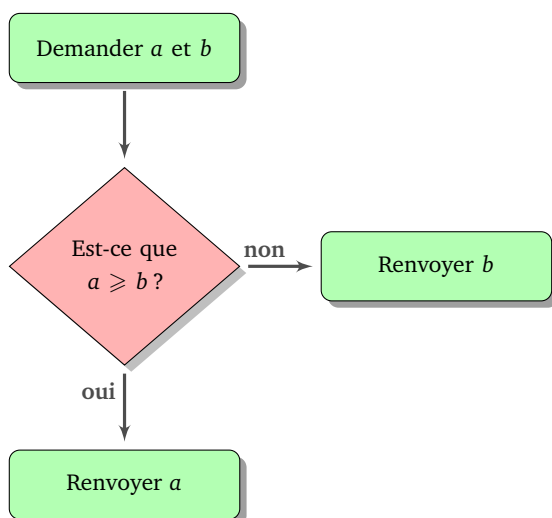 Demander a et b
Est-ce que
a ⩾ b ?
non
Renvoyer b
oui
Renvoyer a